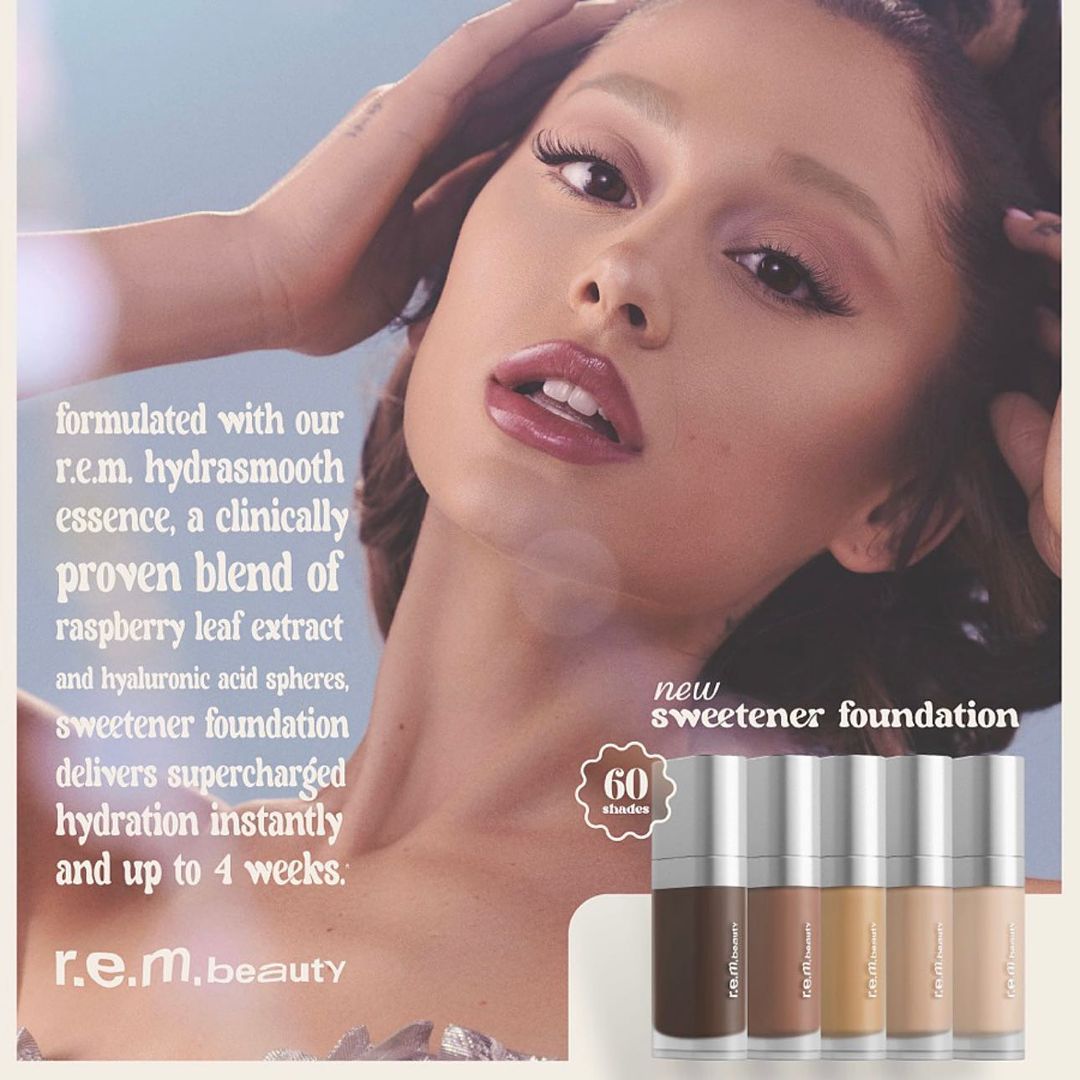 formulated with our
r.e.m. hydrasmooth
essence, a clinically
proven blend of
raspberry leaf extract
and hyaluronic acid spheres,
sweetener foundation
delivers supercharged
hydration instantly
and up to 4 weeks.*
r.e.m.beauty
new
sweetener foundation
60
shades
r.e.m.beauty
r.e.m.beauty
r.e.m.beauty
r.e.m.beauty
r.e.m.beauty